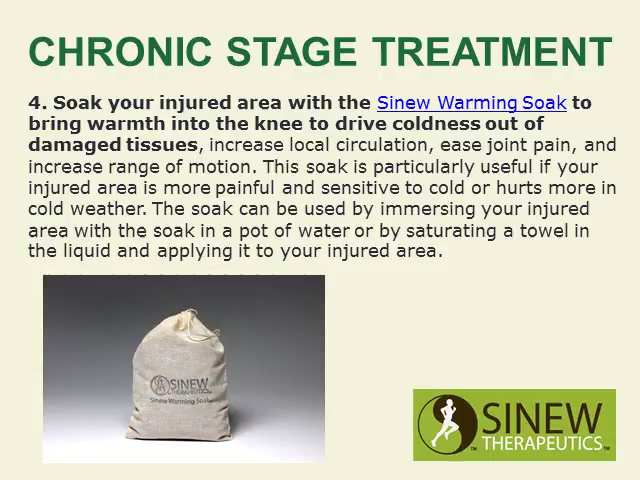 CHRONIC STAGE TREATMENT
4. Soak your injured area with the Sinew Warming Soak to
bring warmth into the knee to drive coldness out of
damaged tissues, increase local circulation, ease joint pain, and
increase range of motion. This soak is particularly useful if your
injured area is more painful and sensitive to cold or hurts more in
cold weather. The soak can be used by immersing your injured
area with the soak in a pot of water or by saturating a towel in
the liquid and applying it to your injured area.
SINEW
THERAPEUTICS
Sinew Warming Soak
SINEW
™ THERAPEUTICS™